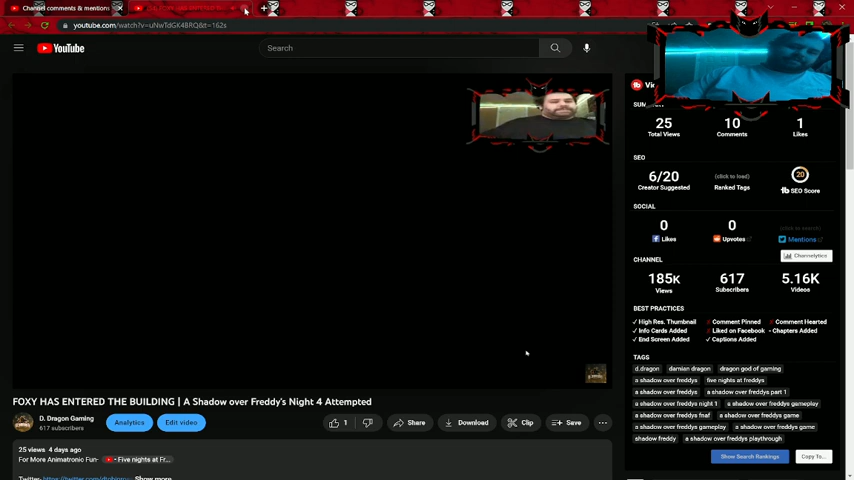 Channel comments & mentions
youtube.com/watch?v=uNwTdGK4BRQ&t=162s
YouTube
Search
25
Total Views
10
Comments
1
Likes
SEO
6/20
Creator Suggested
(click to load)
Ranked Tags
20
tb SEO Score
SOCIAL
0
Likes
0
Upvotes
(click to search)
Mentions
Channelytics
CHANNEL
185K
Views
617
Subscribers
5.16K
Videos
BEST PRACTICES
✓ High Res. Thumbnail
Comment Pinned
Comment Hearted
✓ Info Cards Added
Liked on Facebook
• Chapters Added
✓ End Screen Added
✓ Captions Added
TAGS
d.dragon
damian dragon
dragon god of gaming
a shadow over freddys
five nights at freddys
a shadow over freddys
a shadow over freddys part 1
a shadow over freddys night 1
a shadow over freddys gameplay
a shadow over freddys fnaf
a shadow over freddys game
a shadow over freddys gameplay
a shadow over freddys game
shadow freddy
a shadow over freddys playthrough
Show Search Rankings
Copy To...
FOXY HAS ENTERED THE BUILDING | A Shadow over Freddy's Night 4 Attempted
D. Dragon Gaming
617 subscribers
Analytics
Edit video
1
Share
Download
Clip
Save
25 views 4 days ago
For More Animatronic Fun-
• Five nights at Fr...
Show more